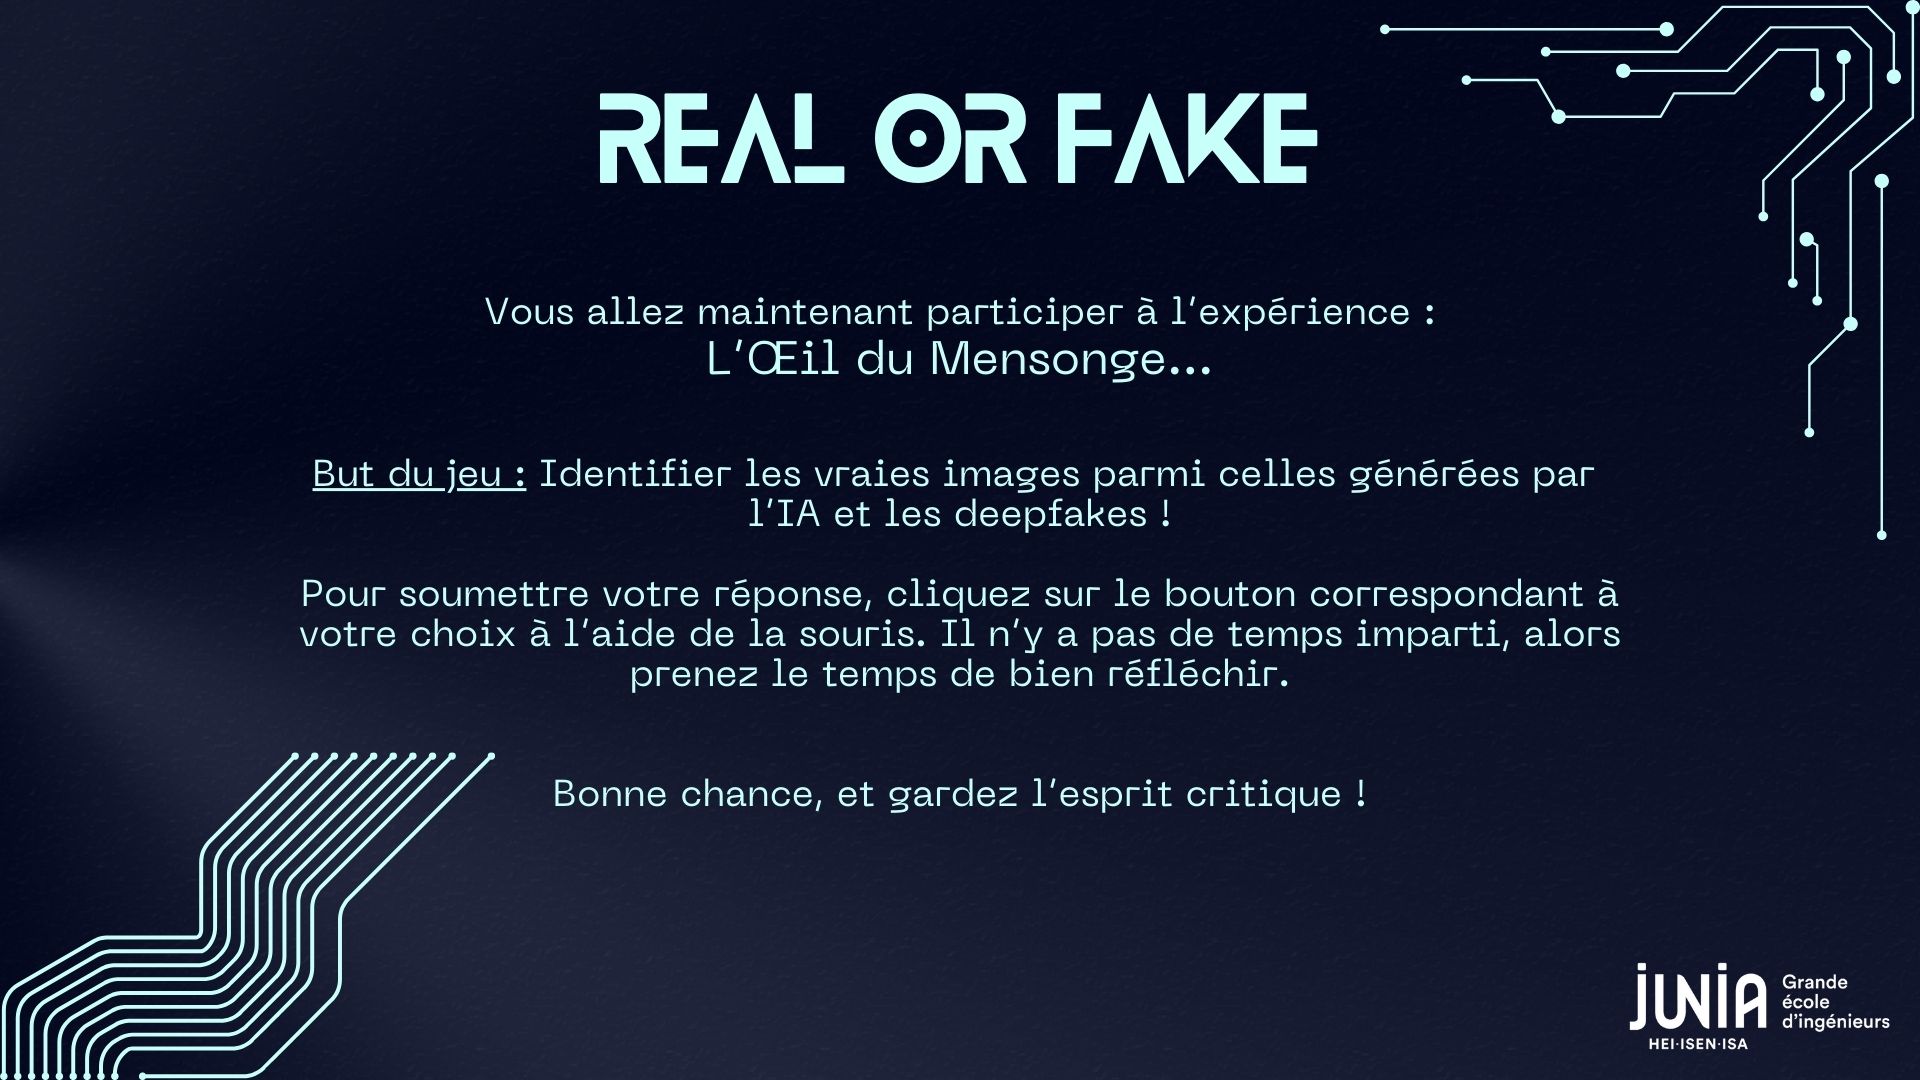 REAL OR FAKE
Vous allez maintenant participer à l'expérience :
L'Œil du Mensonge...
But du jeu : Identifier les vraies images parmi celles générées par
l'IA et les deepfakes !
Pour soumettre votre réponse, cliquez sur le bouton correspondant à
votre choix à l'aide de la souris. Il n'y a pas de temps imparti, alors
prenez le temps de bien réfléchir.
Bonne chance, et gardez l'esprit critique !
JUNIA
HEI·ISEN·ISA
Grande
école
d'ingénieurs